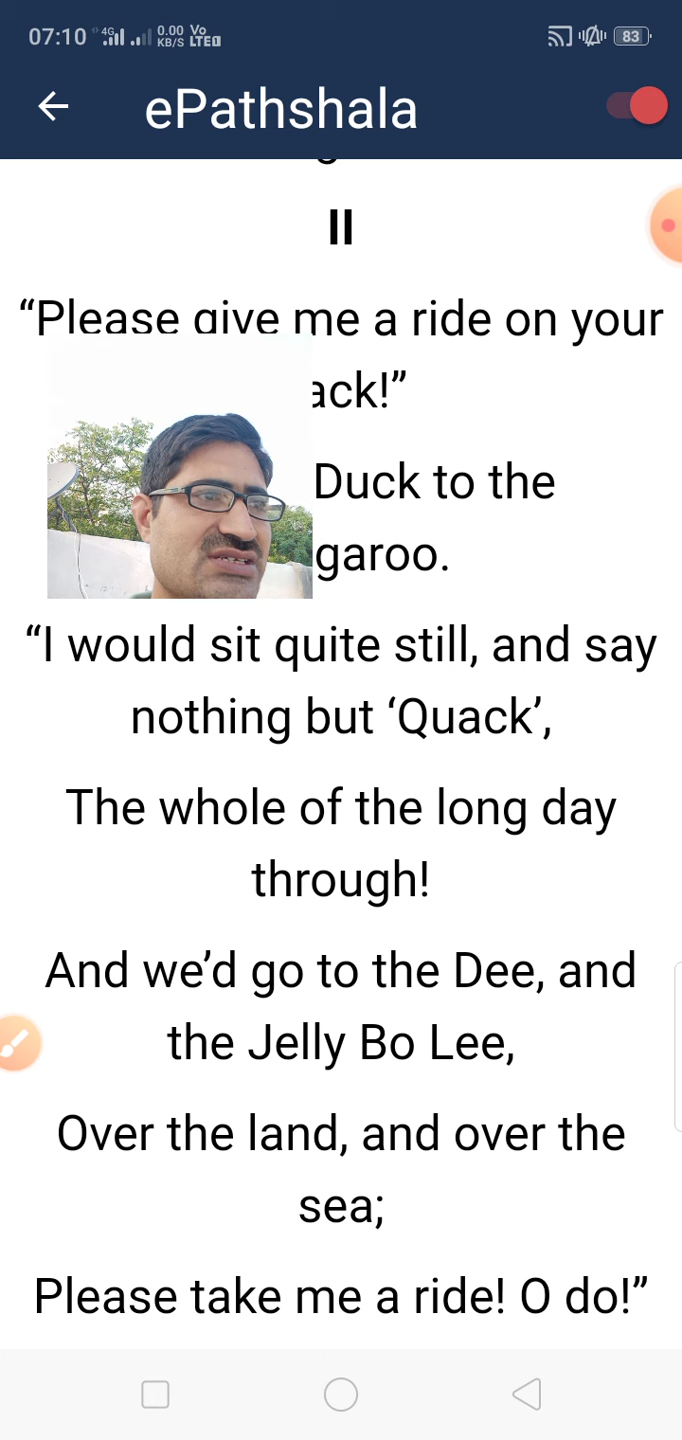 07:10 4G 0.00 KB/S Vo LTE 83
ePathshala
II
“Please give me a ride on your
ack!”
Duck to the
garoo.
“I would sit quite still, and say
nothing but ‘Quack’,
The whole of the long day
through!
And we’d go to the Dee, and
the Jelly Bo Lee,
Over the land, and over the
sea;
Please take me a ride! O do!”